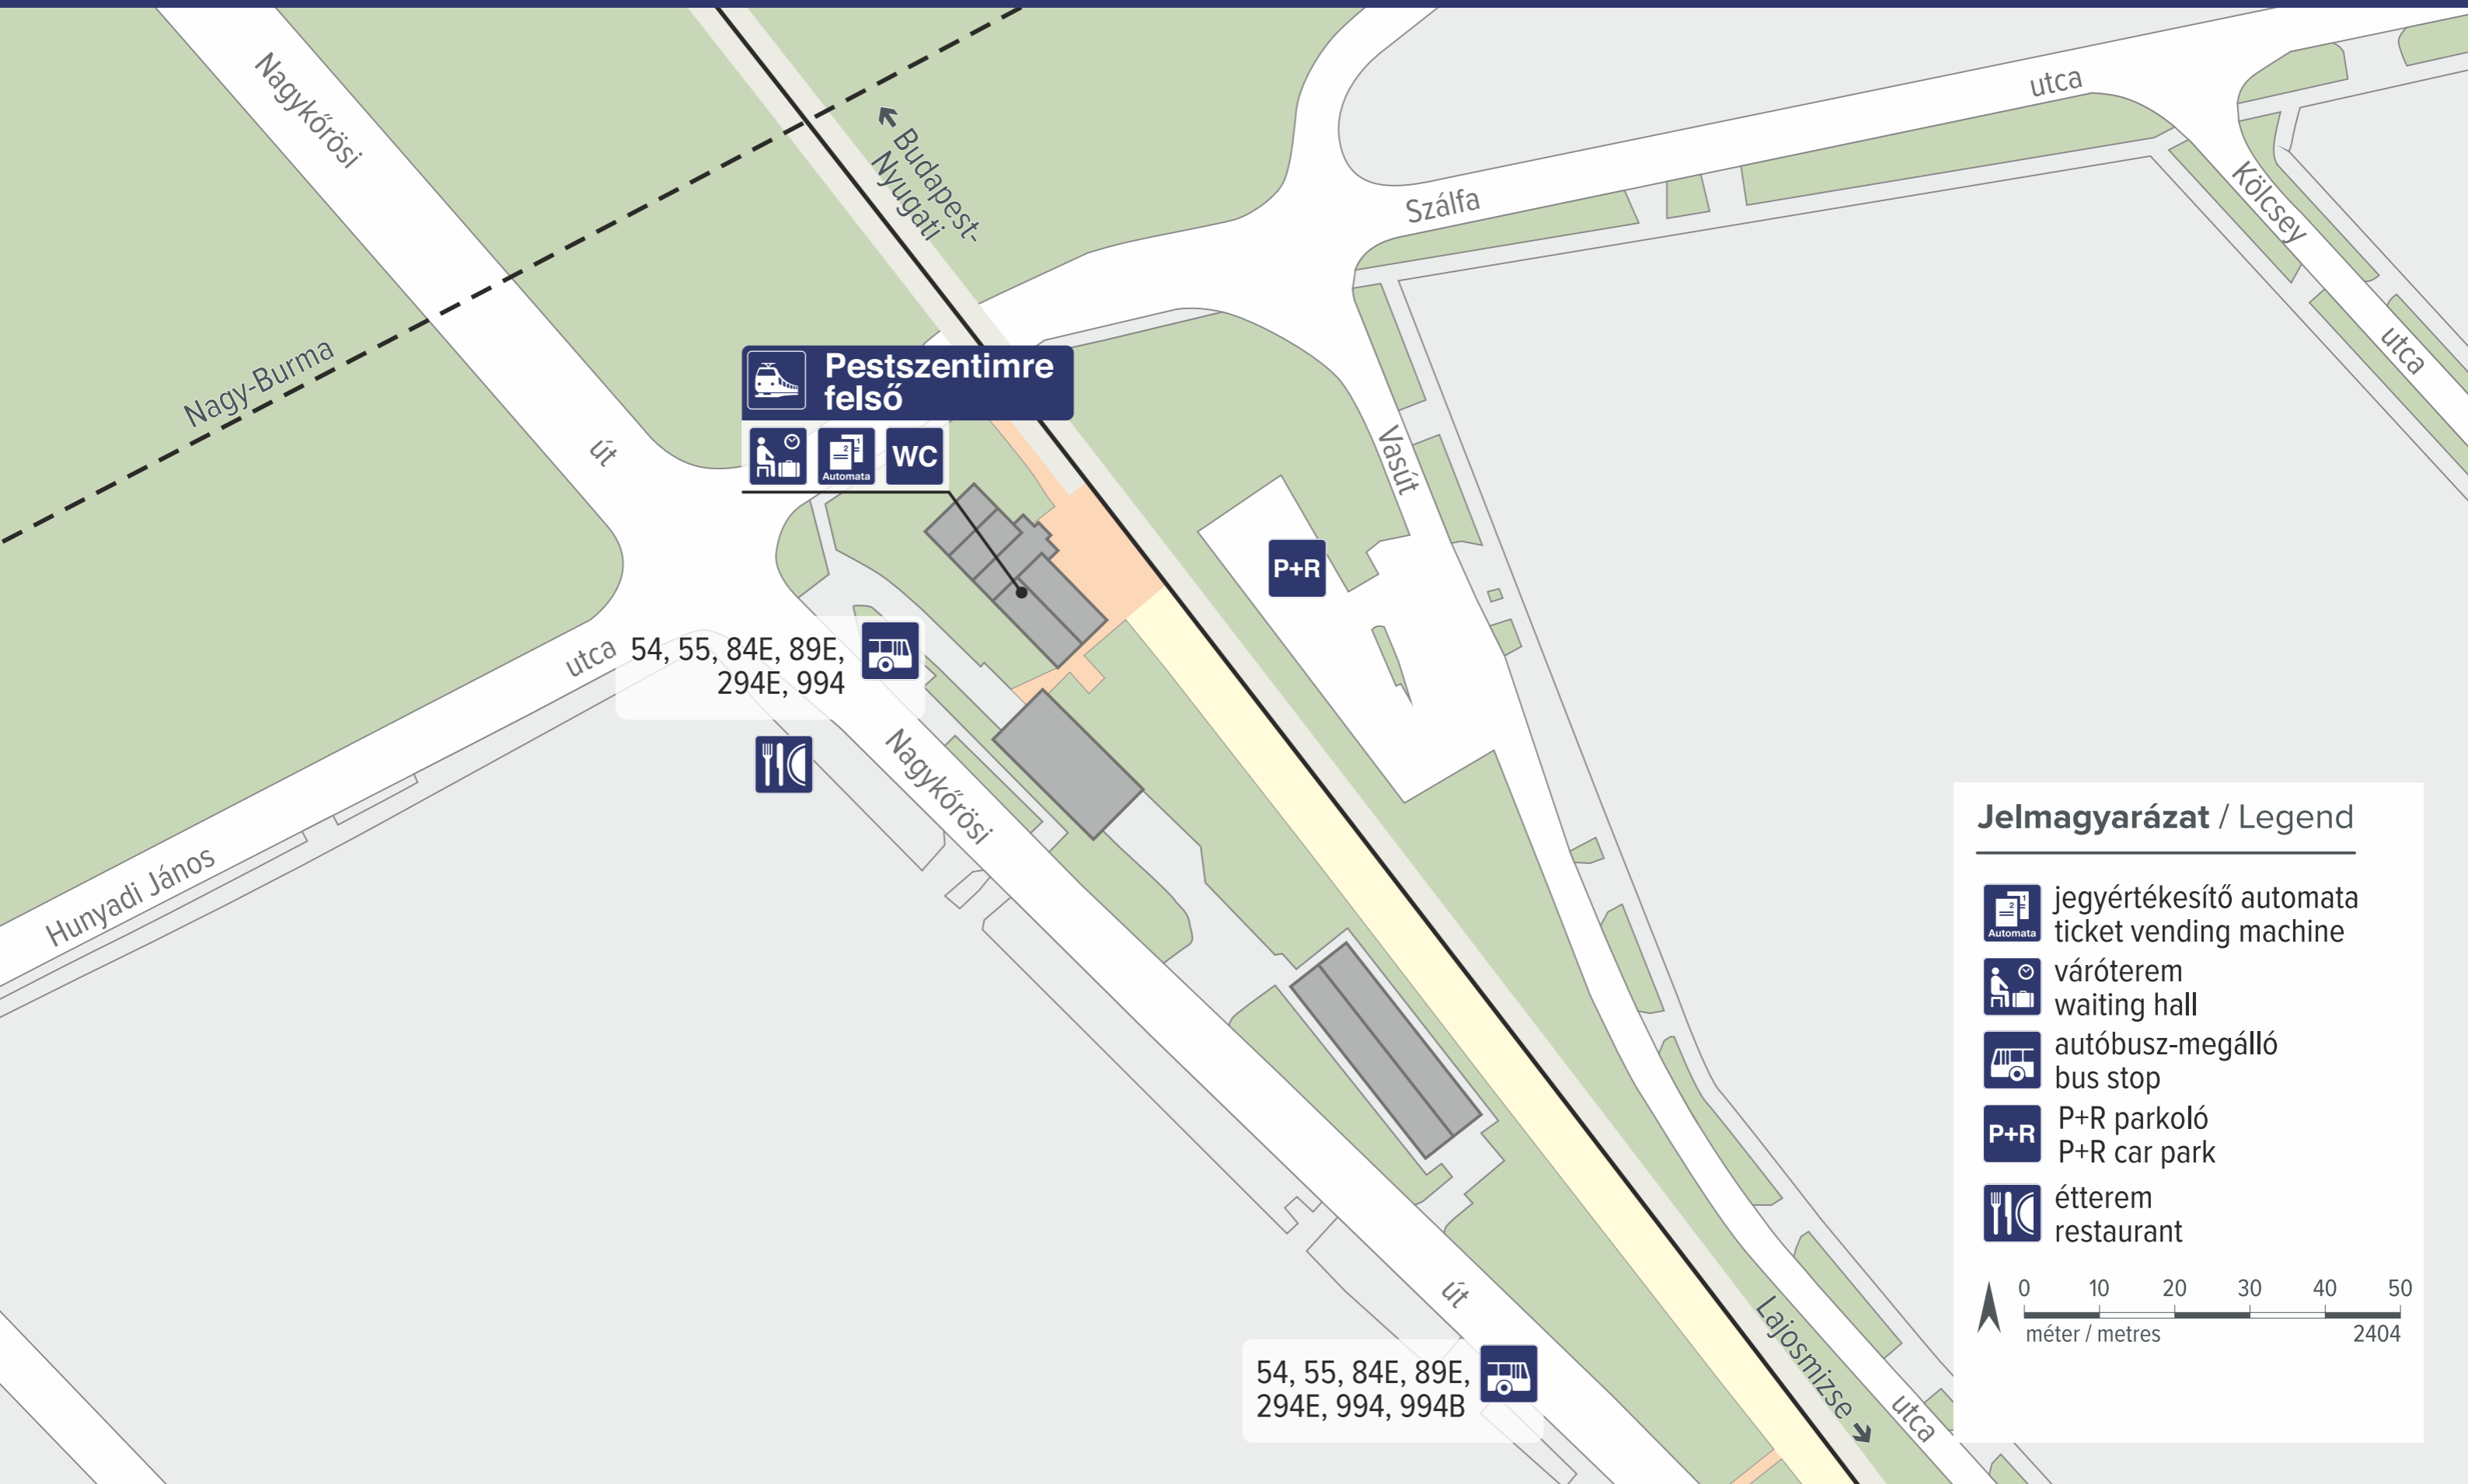 Nagykőrösi
← Budapest-
Nyugati
utca
Szálfa
Kölcsey
utca
Nagy-Burma
Pestszentimre
felső
Automata
WC
út
Vasút
P+R
utca
54, 55, 84E, 89E,
294E, 994
Nagykőrösi
Hunyadi János
Jelmagyarázat / Legend
Automata
jegyértékesítő automata
ticket vending machine
váróterem
waiting hall
autóbusz-megálló
bus stop
P+R
P+R parkoló
P+R car park
étterem
restaurant
0 10 20 30 40 50
méter / metres 2404
út
54, 55, 84E, 89E,
294E, 994, 994B
Lajosmizse →
utca